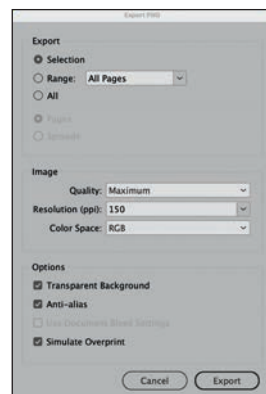 Export PNG
Export
Selection
Range: All Pages
All
Pages
Spreads
Image
Quality: Maximum
Resolution (ppi): 150
Color Space: RGB
Options
Transparent Background
Anti-alias
Use Document Bleed Settings
Simulate Overprint
Cancel Export